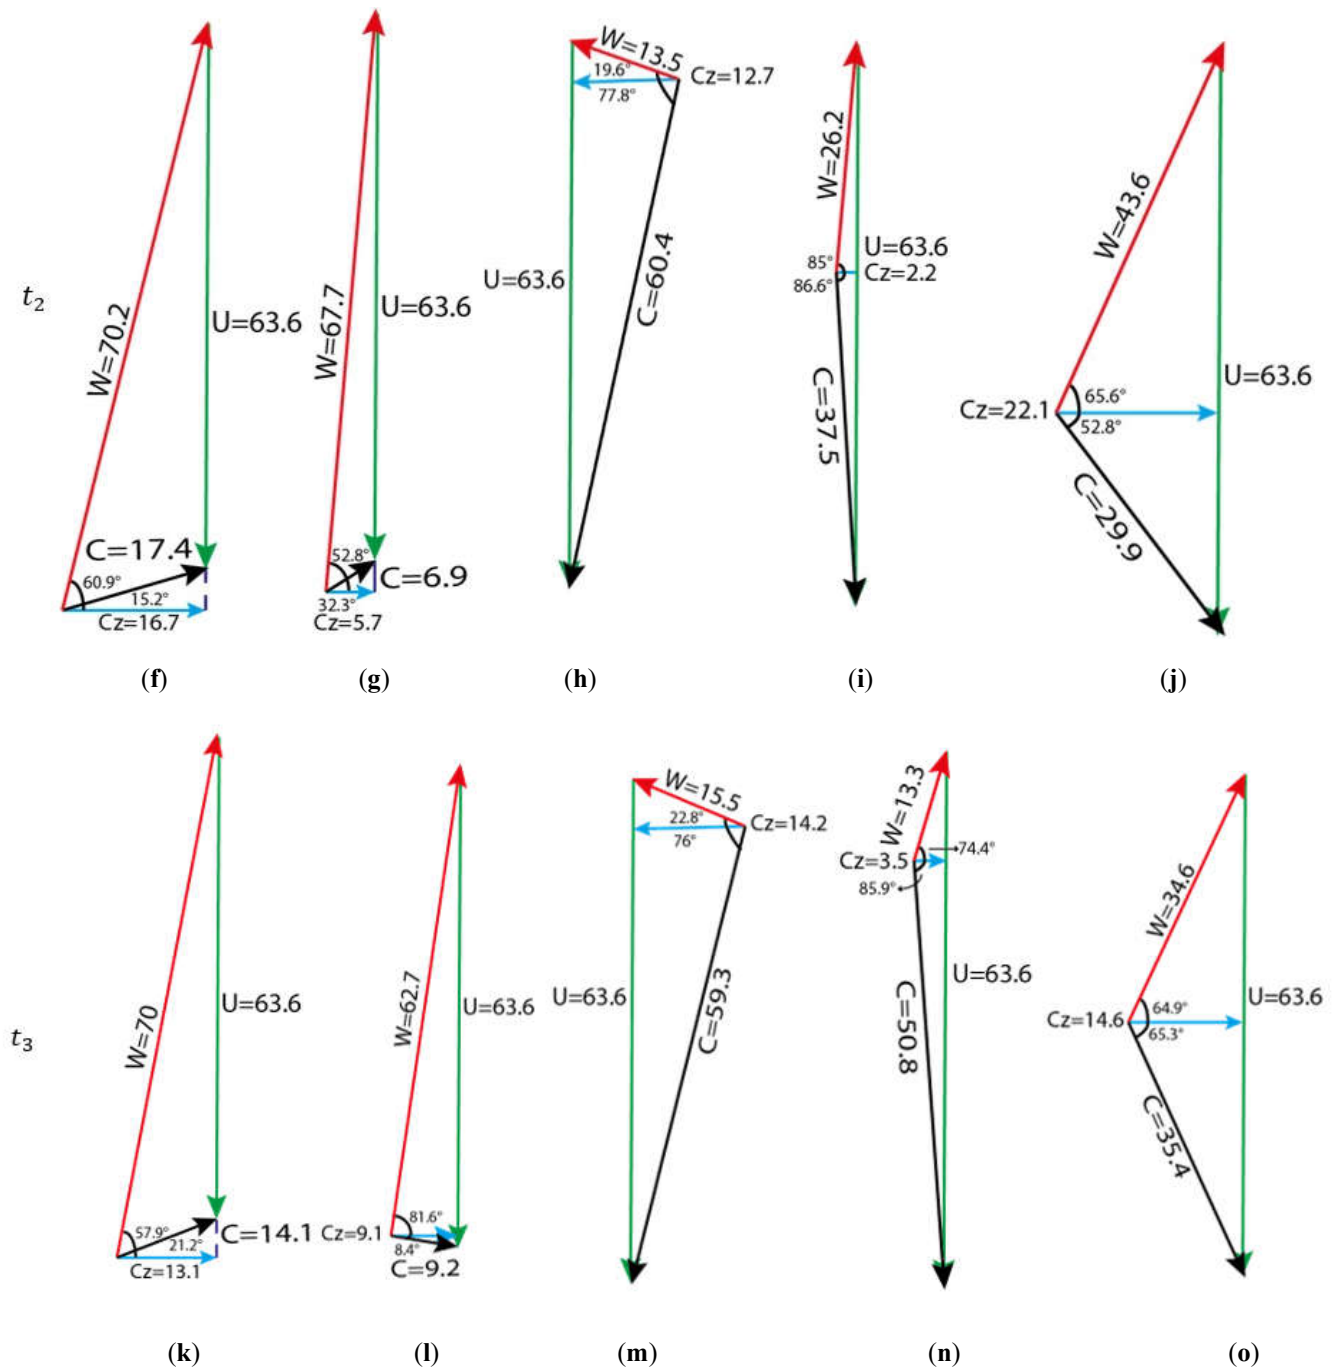 t₂
W=70.2
U=63.6
C=17.4
60.9°
15.2°
Cz=16.7
(f)
W=67.7
U=63.6
52.8°
C=6.9
32.3°
Cz=5.7
(g)
W=13.5
19.6°
77.8°
Cz=12.7
U=63.6
C=60.4
(h)
W=26.2
U=63.6
85°
Cz=2.2
86.6°
C=37.5
(i)
W=43.6
U=63.6
65.6°
Cz=22.1
52.8°
C=29.9
(j)
t₃
W=70
U=63.6
57.9°
21.2°
C=14.1
Cz=13.1
(k)
W=62.7
U=63.6
81.6°
Cz=9.1
8.4°
C=9.2
(l)
W=15.5
22.8°
76°
Cz=14.2
U=63.6
C=59.3
(m)
W=13.3
74.4°
Cz=3.5
85.9°
U=63.6
C=50.8
(n)
W=34.6
U=63.6
64.9°
Cz=14.6
65.3°
C=35.4
(o)